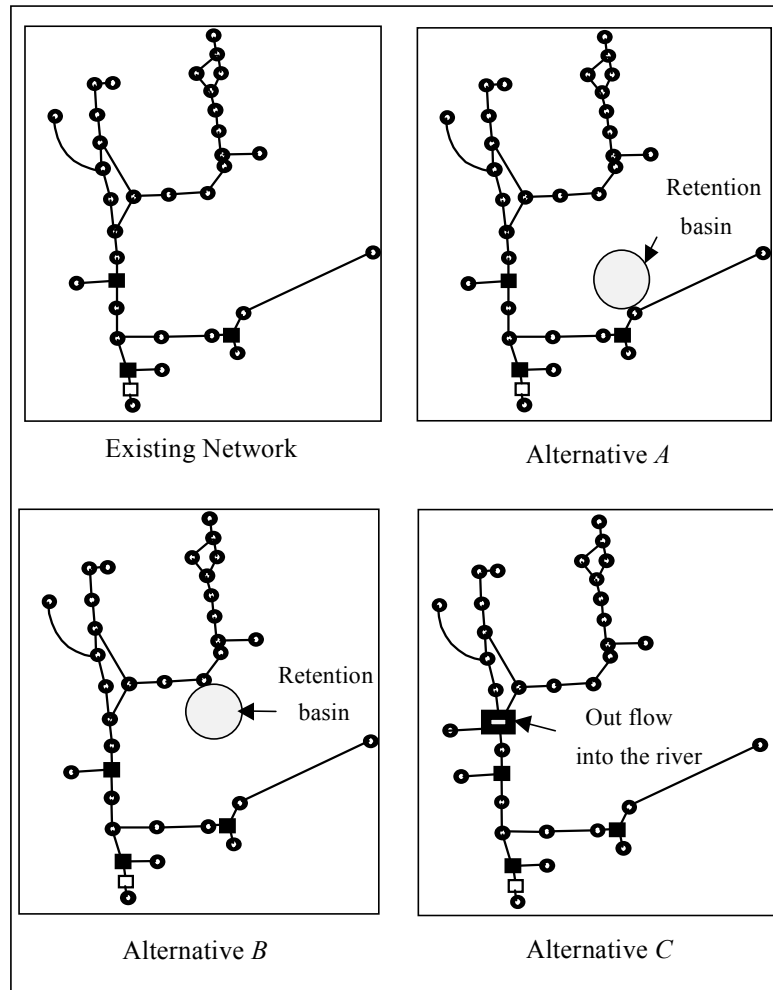 Retention
basin
Existing Network
Alternative A
Retention
basin
Out flow
into the river
Alternative B
Alternative C